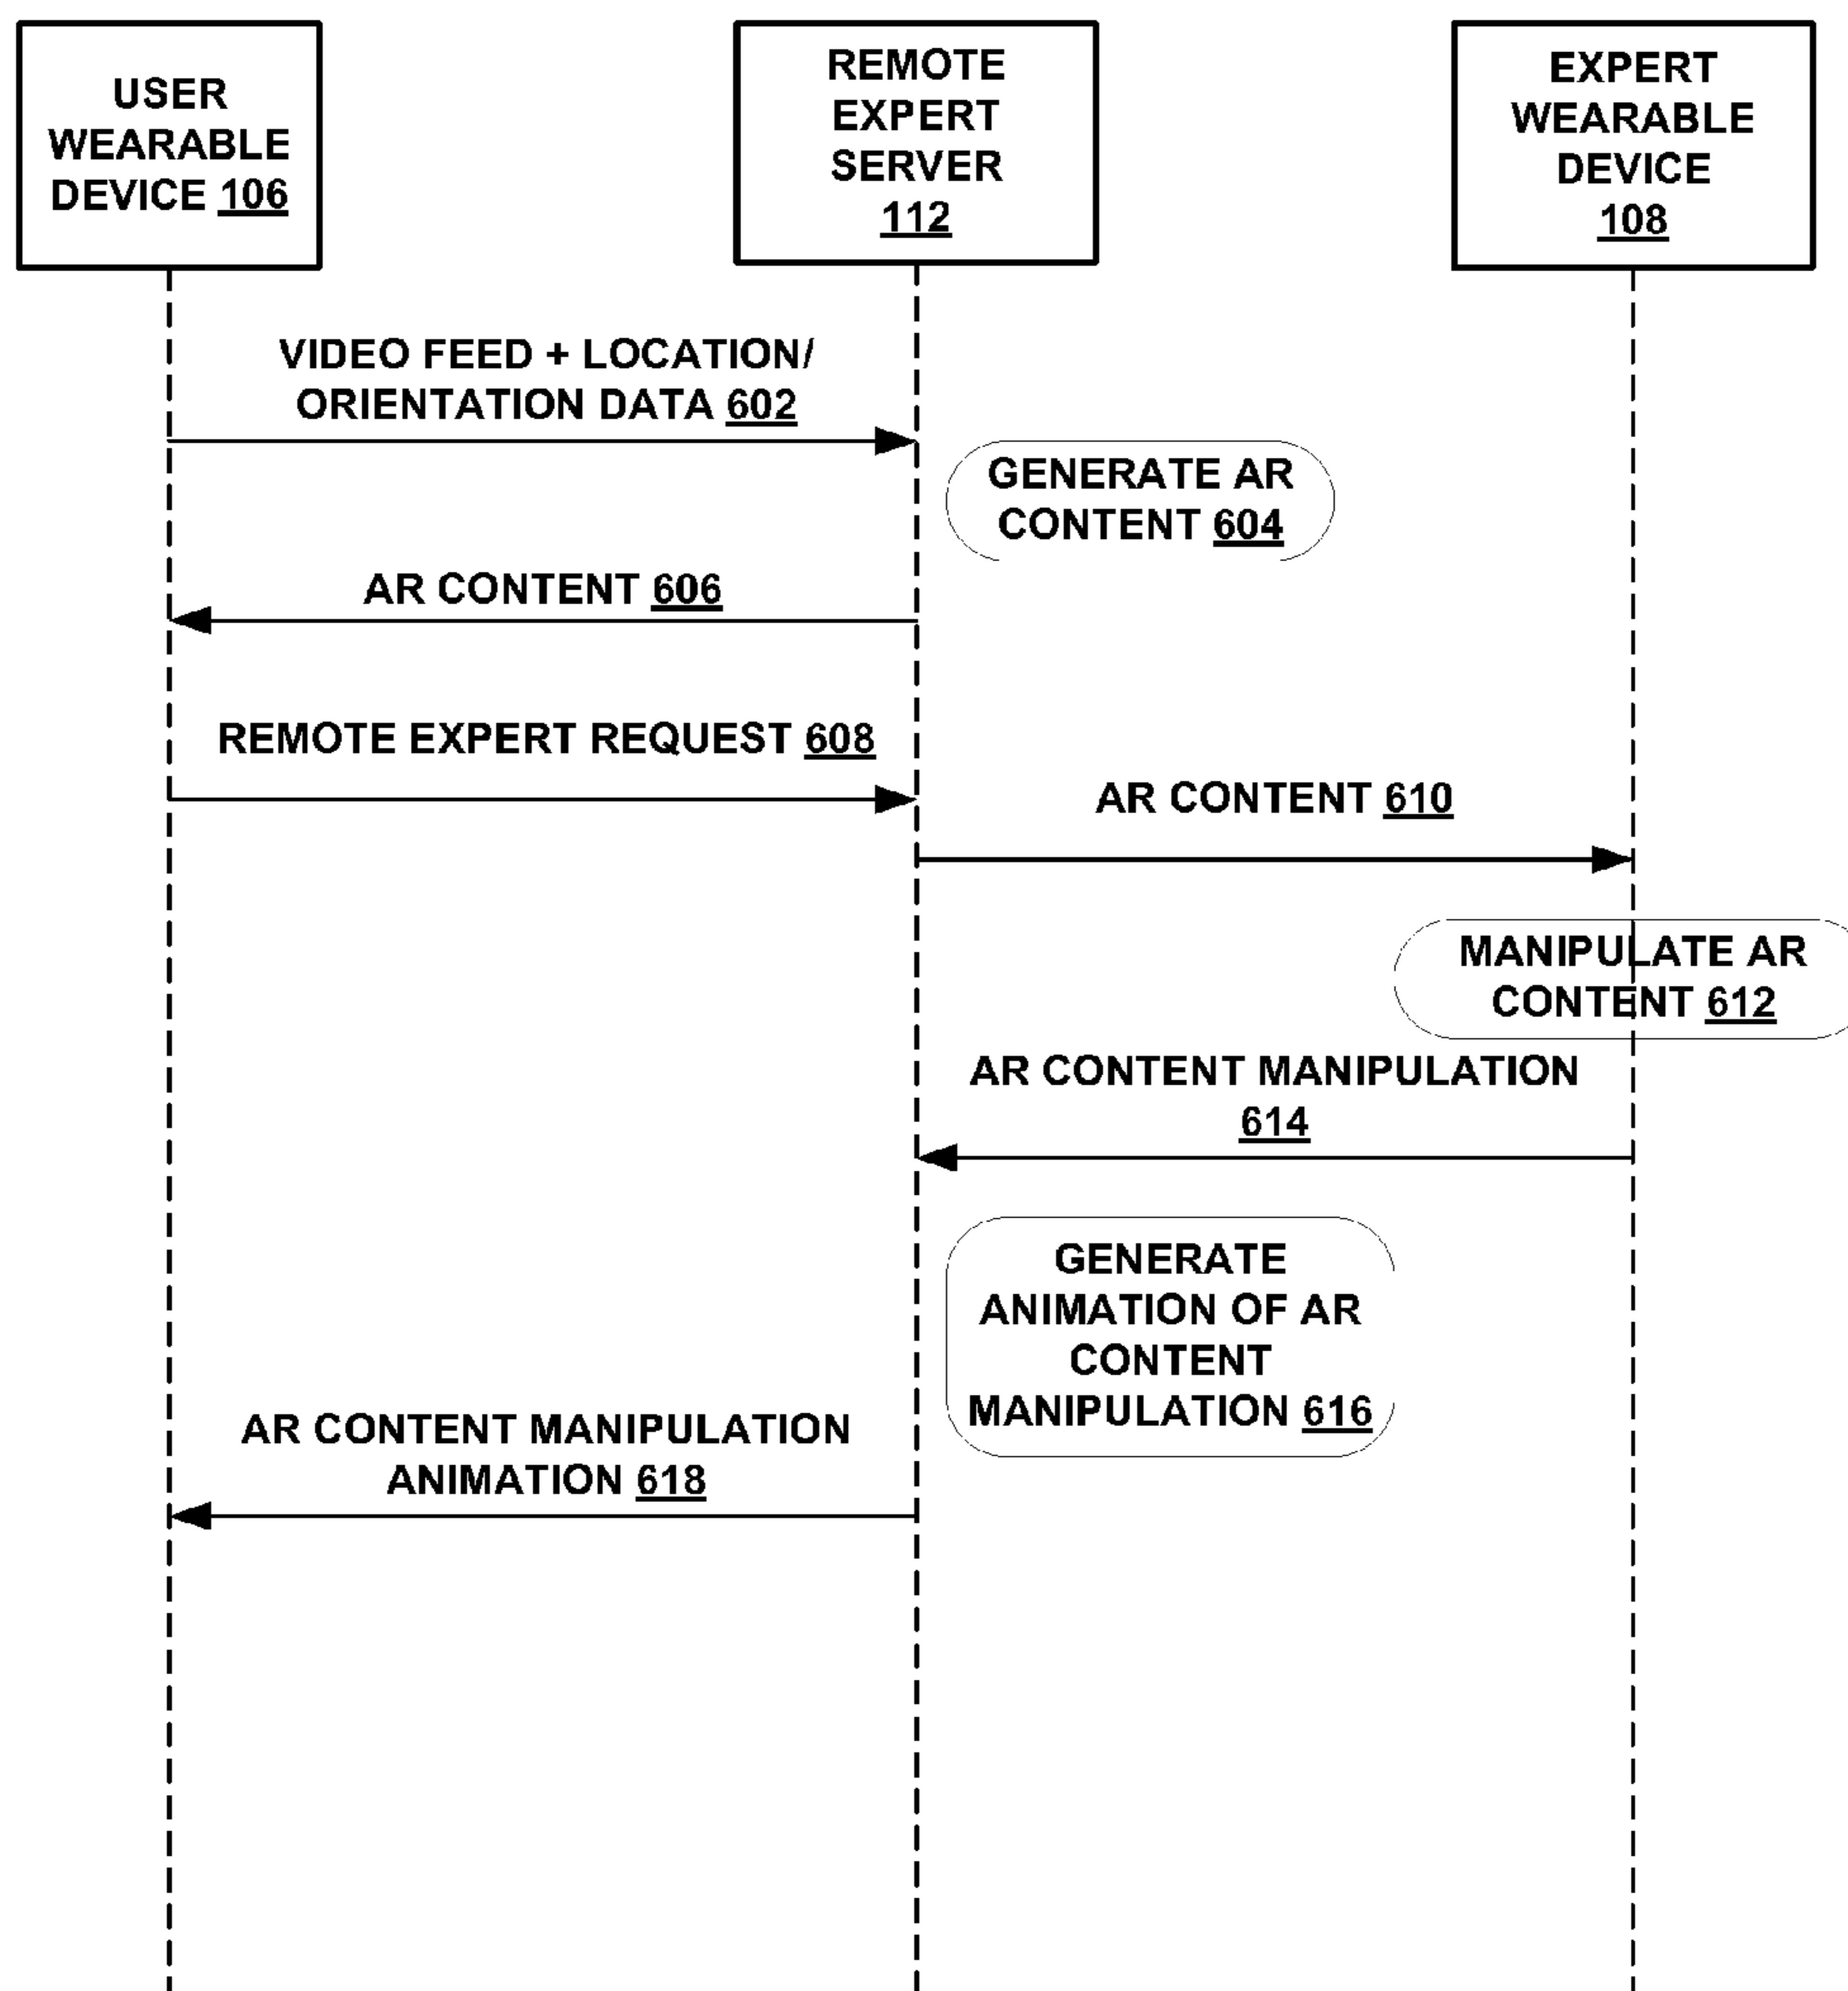 USER
WEARABLE
DEVICE 106
REMOTE
EXPERT
SERVER
112
EXPERT
WEARABLE
DEVICE
108
VIDEO FEED + LOCATION/
ORIENTATION DATA 602
GENERATE AR
CONTENT 604
AR CONTENT 606
REMOTE EXPERT REQUEST 608
AR CONTENT 610
MANIPULATE AR
CONTENT 612
AR CONTENT MANIPULATION
614
GENERATE
ANIMATION OF AR
CONTENT
MANIPULATION 616
AR CONTENT MANIPULATION
ANIMATION 618